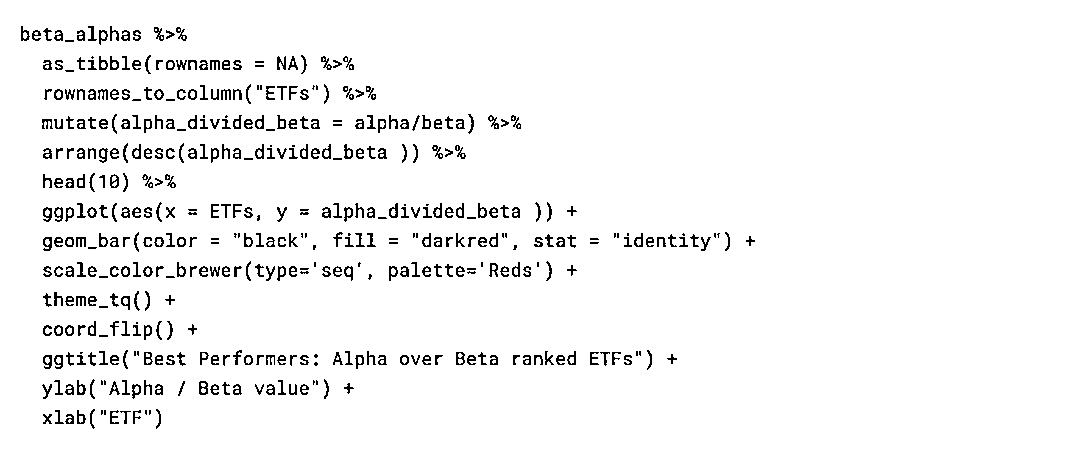 beta_alphas %>%
as_tibble(rownames = NA) %>%
rownames_to_column("ETFs") %>%
mutate(alpha_divided_beta = alpha/beta) %>%
arrange(desc(alpha_divided_beta )) %>%
head(10) %>%
ggplot(aes(x = ETFs, y = alpha_divided_beta )) +
geom_bar(color = "black", fill = "darkred", stat = "identity") +
scale_color_brewer(type='seq', palette='Reds') +
theme_tq() +
coord_flip() +
ggtitle("Best Performers: Alpha over Beta ranked ETFs") +
ylab("Alpha / Beta value") +
xlab("ETF")